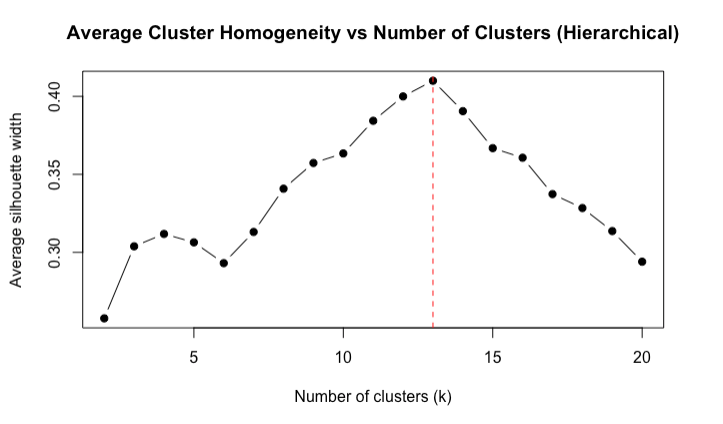 Average Cluster Homogeneity vs Number of Clusters (Hierarchical)
Average silhouette width
0.40
0.35
0.30
5 10 15 20
Number of clusters (k)